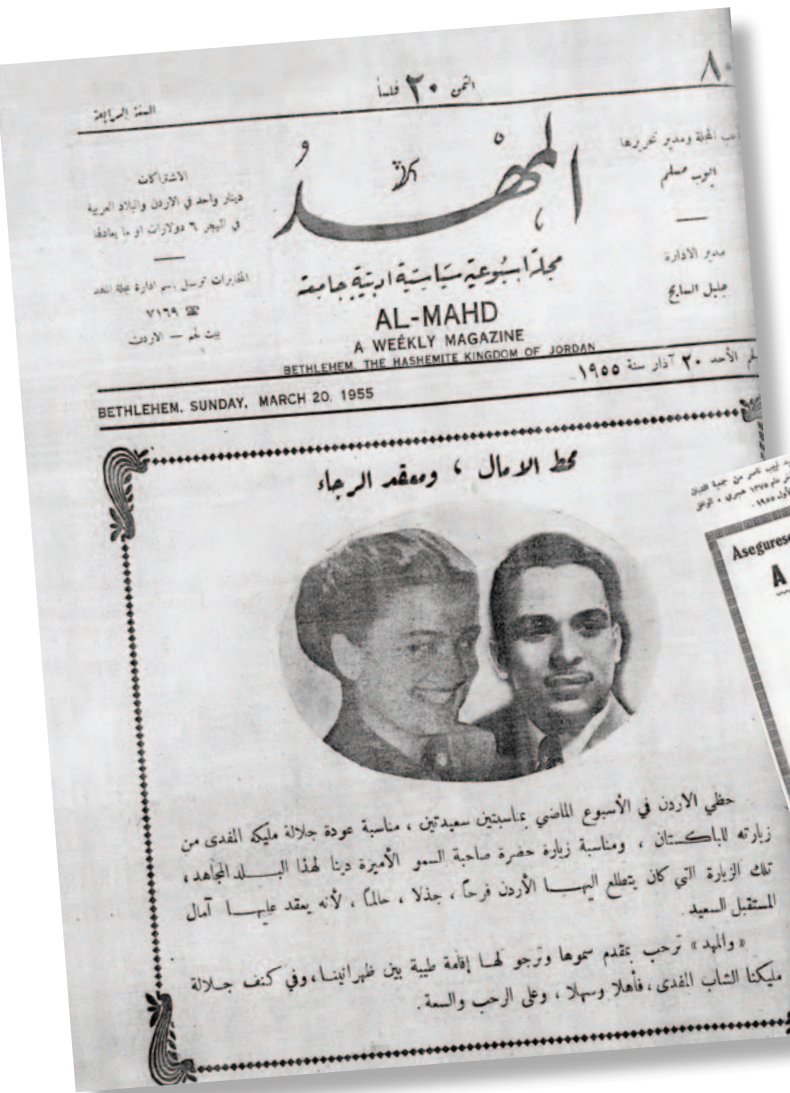 ٨٠
الثمن ٢٠ فلساً
السنة الرابعة
صاحب المجلة ومدير تحريرها
ايوب مسلم
مدير الادارة
جليل السايح
المهد
مجلة اسبوعية سياسية ادبية جامعة
AL-MAHD
A WEEKLY MAGAZINE
BETHLEHEM, THE HASHEMITE KINGDOM OF JORDAN
الاشتراكات
دينار واحد في الاردن والبلاد العربية
في المهجر ٦ دولارات او ما يعادلها
المخابرات ترسل باسم ادارة مجلة المهد
☎ ٧١٦٩
بيت لحم — الاردن
لحم الأحد ٢٠ آذار سنة ١٩٥٥
BETHLEHEM, SUNDAY, MARCH 20, 1955
محط الامال ، ومعقد الرجاء
حظي الاردن في الأسبوع الماضي بمناسبتين سعيدتين ، مناسبة عودة جلالة مليكه المفدى من
زيارته للباكستان ، ومناسبة زيارة حضرة صاحبة السمو الأميرة دينا لهذا البلد المجاهد ،
تلك الزيارة التي كان يتطلع اليها الأردن فرحاً ، جذلا ، حالماً ، لأنه يعقد عليها آمال
المستقبل السعيد .
« والمهد » ترحب بمقدم سموها وترجو لها إقامة طيبة بين ظهرانينا ، وفي كنف جلالة
مليكنا الشاب المفدى ، فأهلا وسهلا ، وعلى الرحب والسعة .
Asegurese
A